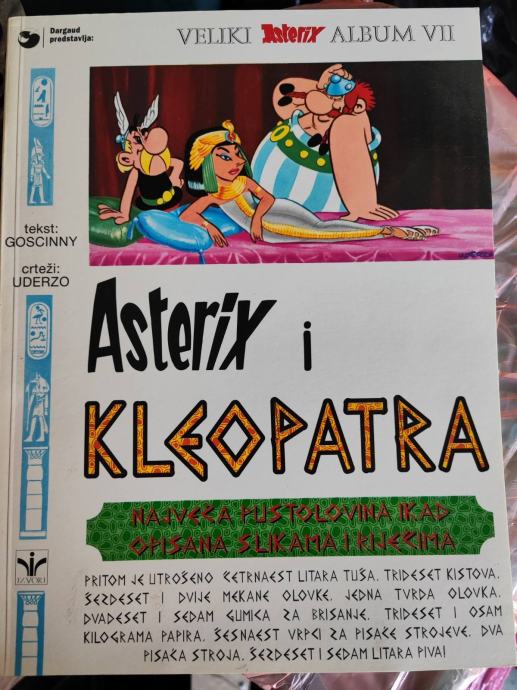 Dargaud
predstavlja:
VELIKI Asterix ALBUM VII
tekst:
GOSCINNY
crteži:
UDERZO
UDERZO
Asterix i
KLEOPATRA
NAJVEĆA PUSTOLOVINA IKAD
OPISANA SLIKAMA I RIJEČIMA
PRITOM JE UTROŠENO ČETRNAEST LITARA TUŠA. TRIDESET KISTOVA.
ŠEZDESET I DVIJE MEKANE OLOVKE. JEDNA TVRDA OLOVKA.
DVADESET I SEDAM GUMICA ZA BRISANJE. TRIDESET I OSAM
KILOGRAMA PAPIRA. ŠESNAEST VRPCI ZA PISAĆE STROJEVE. DVA
PISAĆA STROJA. ŠEZDESET I SEDAM LITARA PIVA!
IZVORI